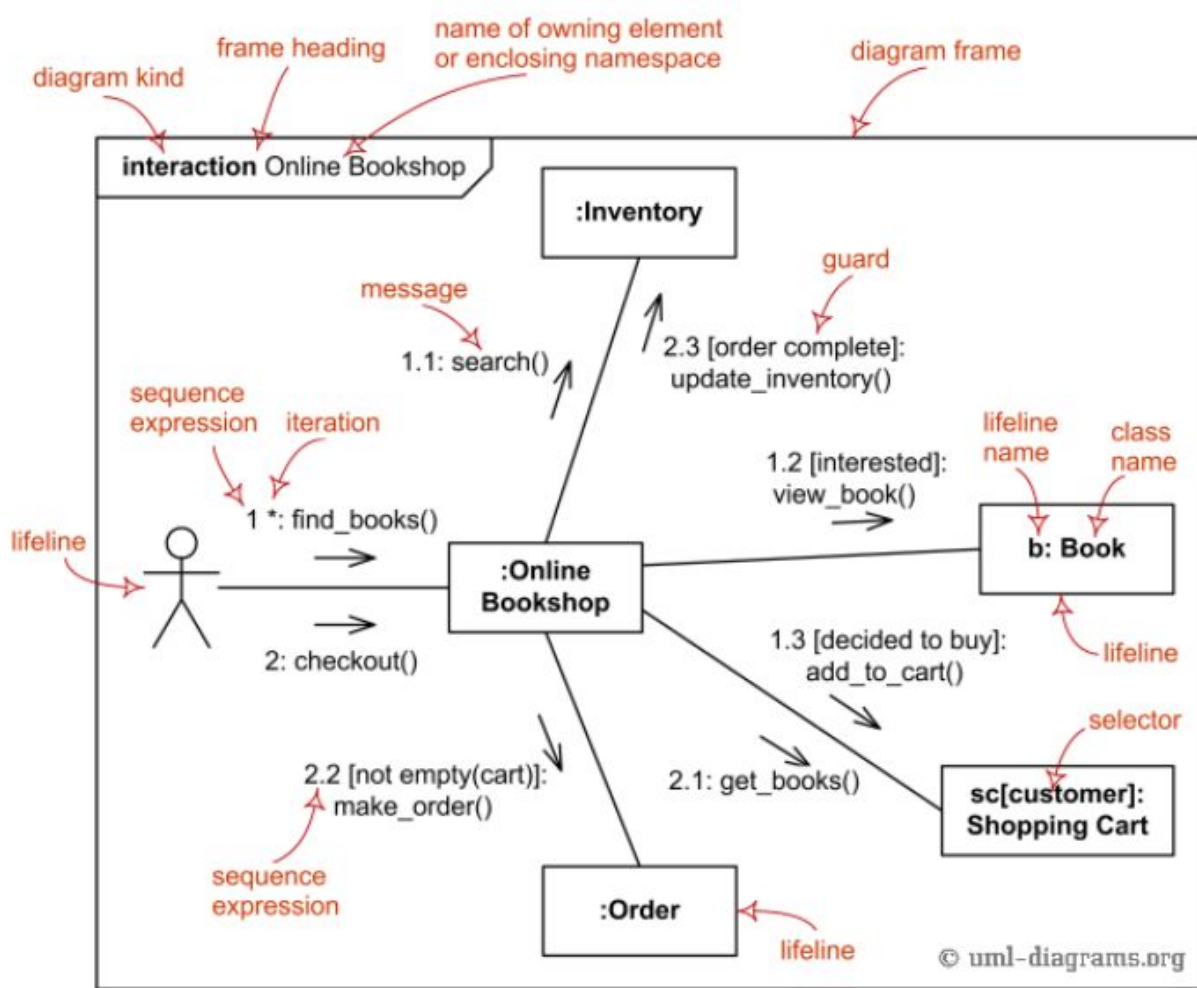 name of owning element
or enclosing namespace
frame heading
diagram kind
diagram frame
interaction Online Bookshop
:Inventory
guard
message
1.1: search()
2.3 [order complete]:
update_inventory()
sequence
expression
iteration
lifeline
name
class
name
1.2 [interested]:
view_book()
1 *: find_books()
lifeline
:Online
Bookshop
b: Book
2: checkout()
1.3 [decided to buy]:
add_to_cart()
lifeline
selector
2.2 [not empty(cart)]:
make_order()
2.1: get_books()
sc[customer]:
Shopping Cart
sequence
expression
:Order
lifeline
© uml-diagrams.org